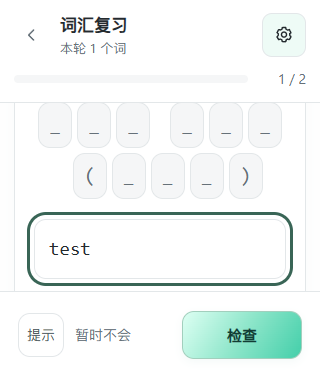 词汇复习
本轮 1 个词
1 / 2
_ _ _ _ _ _
( _ _ _ )
test
提示 暂时不会 检查